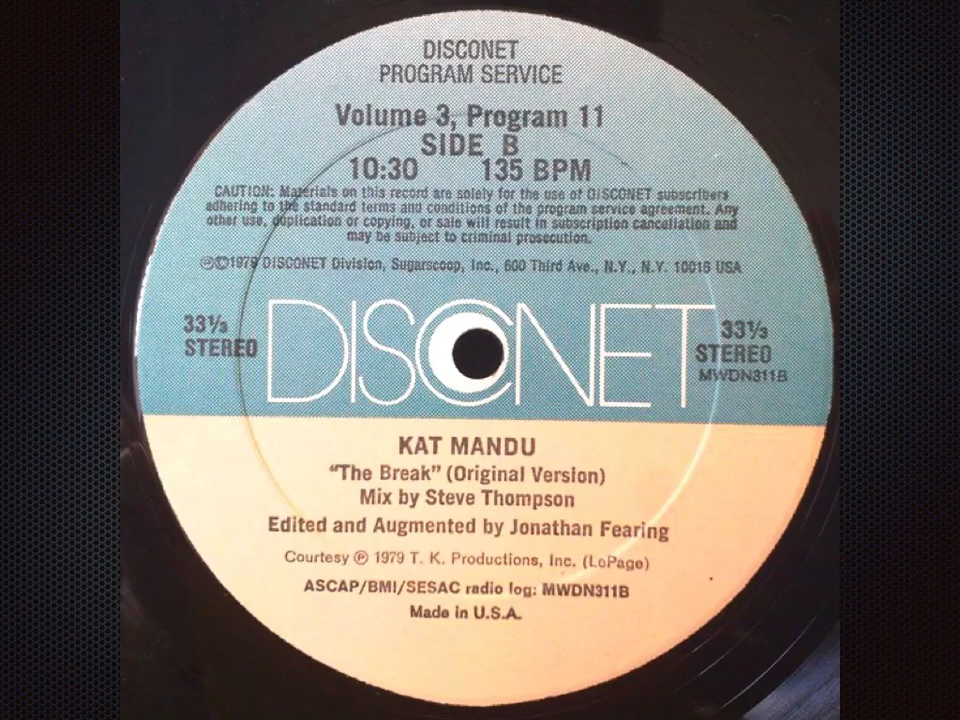 DISCONET
PROGRAM SERVICE
Volume 3, Program 11
SIDE B
10:30 135 BPM
CAUTION: Materials on this record are solely for the use of DISCONET subscribers
adhering to the standard terms and conditions of the program service agreement. Any
other use, duplication or copying, or sale will result in subscription cancellation and
may be subject to criminal prosecution.
Ⓟ©1979 DISCONET Division, Sugarscoop, Inc., 600 Third Ave., N.Y., N.Y. 10016 USA
33⅓
STEREO
DISCONET
33⅓
STEREO
MWDN311B
KAT MANDU
“The Break” (Original Version)
Mix by Steve Thompson
Edited and Augmented by Jonathan Fearing
Courtesy Ⓟ 1979 T. K. Productions, Inc. (LePage)
ASCAP/BMI/SESAC radio log: MWDN311B
Made in U.S.A.